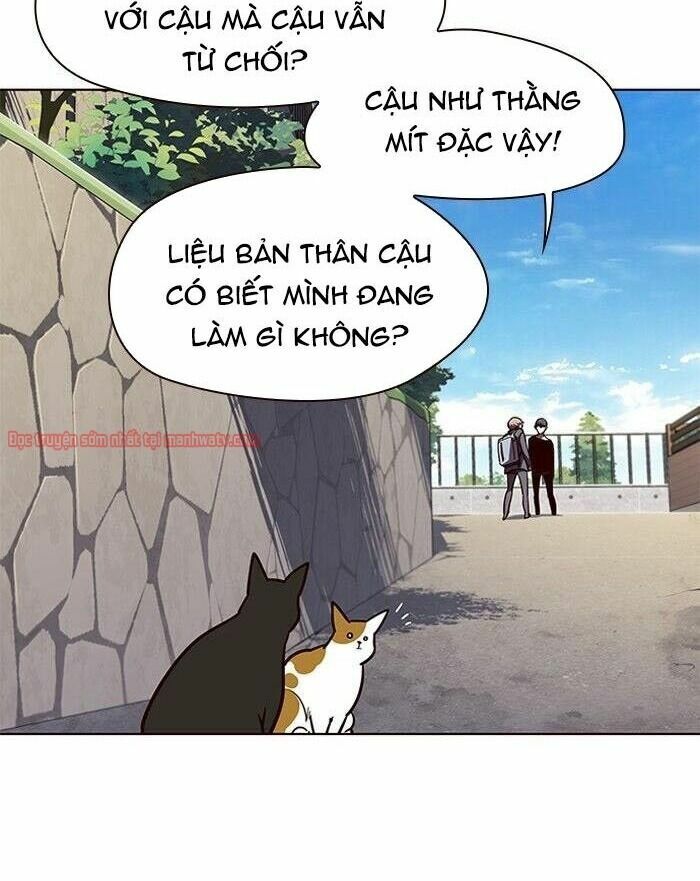 VỚI CẬU MÀ CẬU VẪN
TỪ CHỐI?
CẬU NHƯ THẰNG
MÍT ĐẶC VẬY!
LIỆU BẢN THÂN CẬU
CÓ BIẾT MÌNH ĐANG
LÀM GÌ KHÔNG?
Đọc truyện sớm nhất tại manhwatv.com